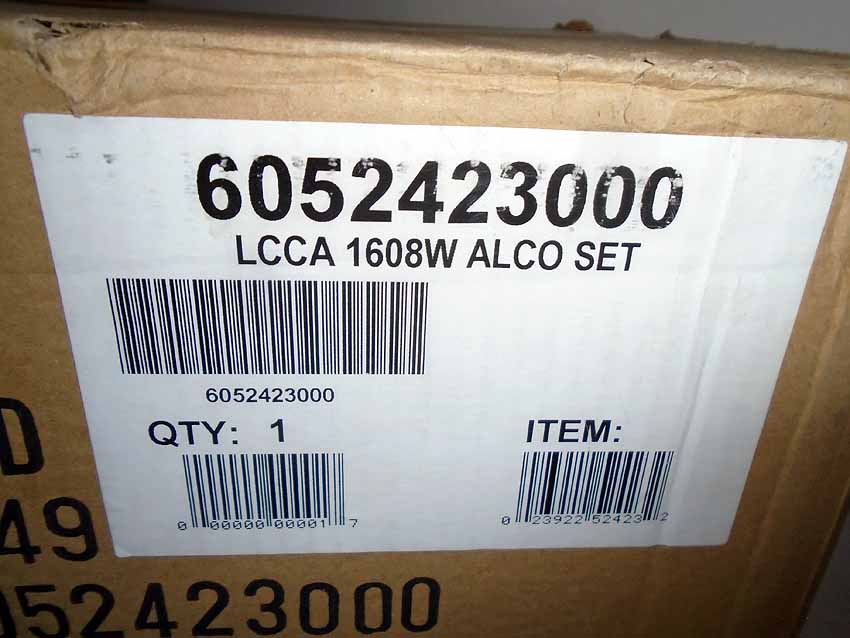 6052423000
LCCA 1608W ALCO SET
6052423000
QTY: 1
ITEM:
0 00000 00001 7
0 23922 52423 2
D
49
052423000